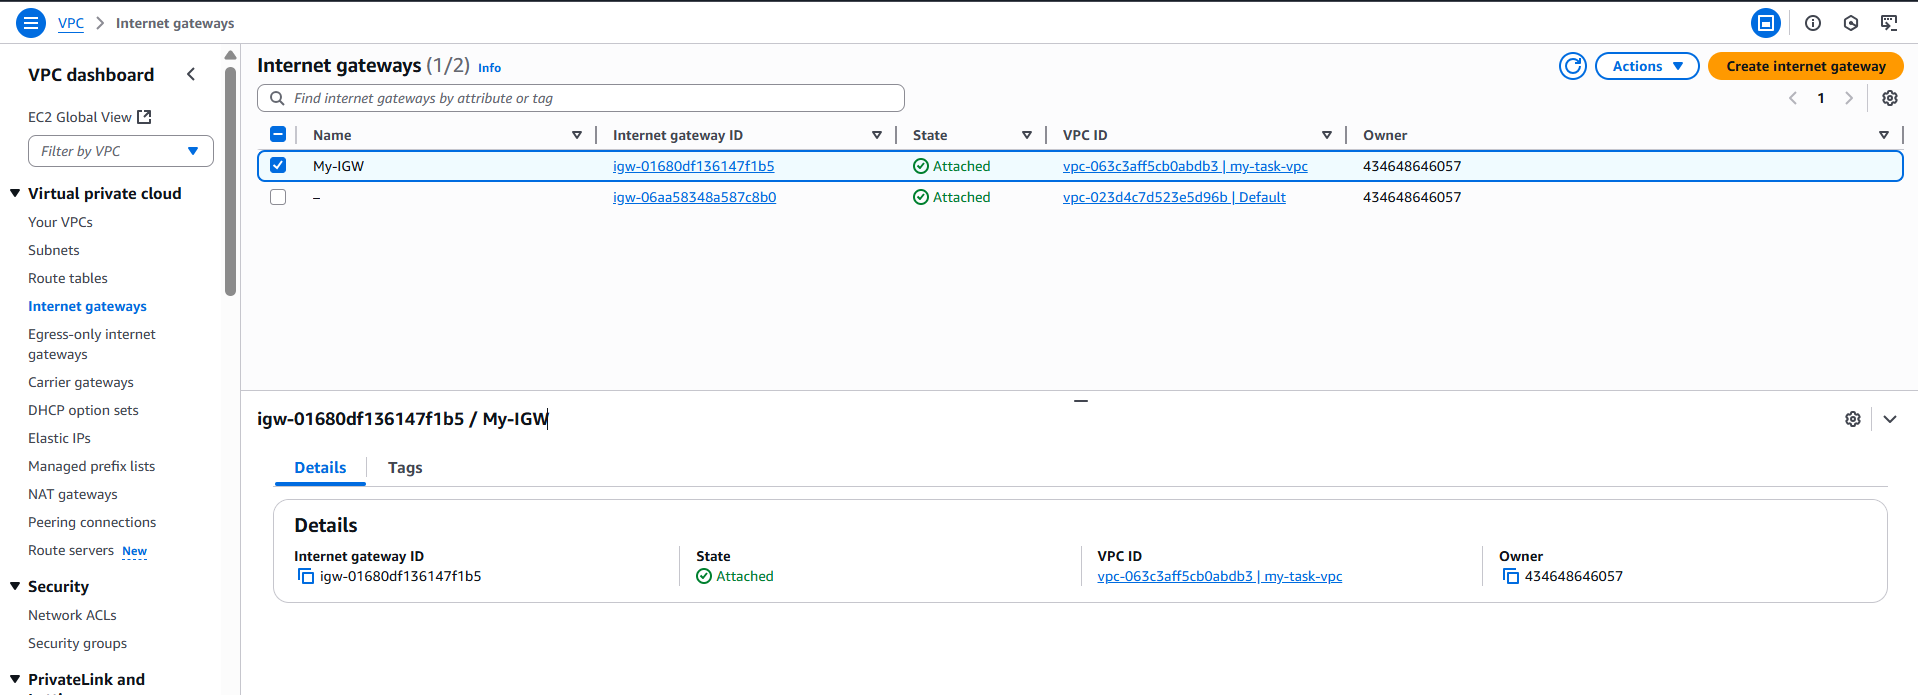 VPC > Internet gateways
VPC dashboard
EC2 Global View
Filter by VPC
Virtual private cloud
Your VPCs
Subnets
Route tables
Internet gateways
Egress-only internet
gateways
Carrier gateways
DHCP option sets
Elastic IPs
Managed prefix lists
NAT gateways
Peering connections
Route servers New
Security
Network ACLs
Security groups
PrivateLink and
Internet gateways (1/2) Info
Actions
Create internet gateway
Find internet gateways by attribute or tag
1
Name Internet gateway ID State VPC ID Owner
My-IGW igw-01680df136147f1b5 Attached vpc-063c3aff5cb0abdb3 | my-task-vpc 434648646057
– igw-06aa58348a587c8b0 Attached vpc-023d4c7d523e5d96b | Default 434648646057
igw-01680df136147f1b5 / My-IGW
Details Tags
Details
Internet gateway ID State VPC ID Owner
igw-01680df136147f1b5 Attached vpc-063c3aff5cb0abdb3 | my-task-vpc 434648646057